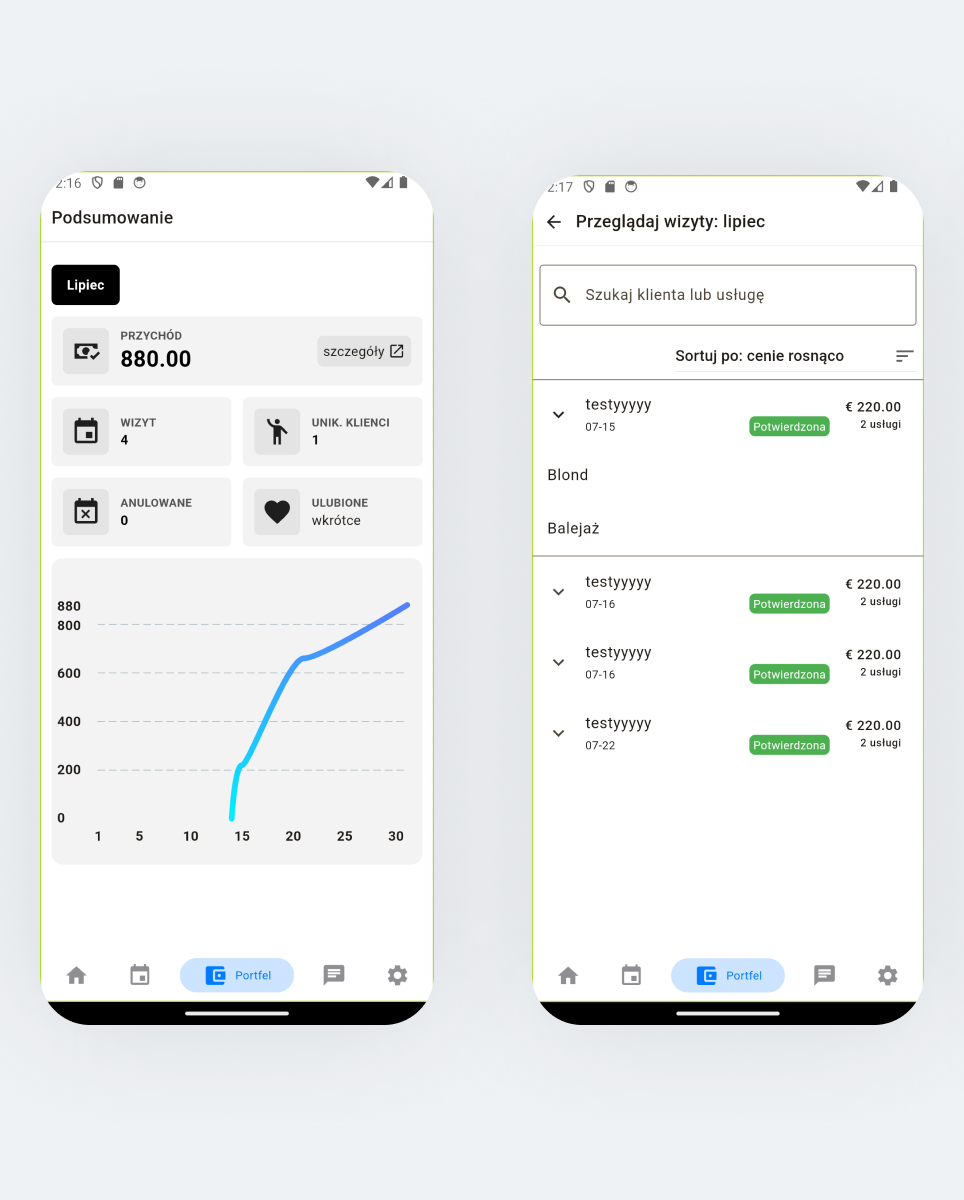 2:16
Podsumowanie
Lipiec
PRZYCHÓD
880.00
szczegóły
WIZYT
4
UNIK. KLIENCI
1
ANULOWANE
0
ULUBIONE
wkrótce
880
800
600
400
200
0
1 5 10 15 20 25 30
Portfel
2:17
Przeglądaj wizyty: lipiec
Szukaj klienta lub usługę
Sortuj po: cenie rosnąco
testyyyyy
07-15
Potwierdzona
€ 220.00
2 usługi
Blond
Balejaż
testyyyyy
07-16
Potwierdzona
€ 220.00
2 usługi
testyyyyy
07-16
Potwierdzona
€ 220.00
2 usługi
testyyyyy
07-22
Potwierdzona
€ 220.00
2 usługi
Portfel